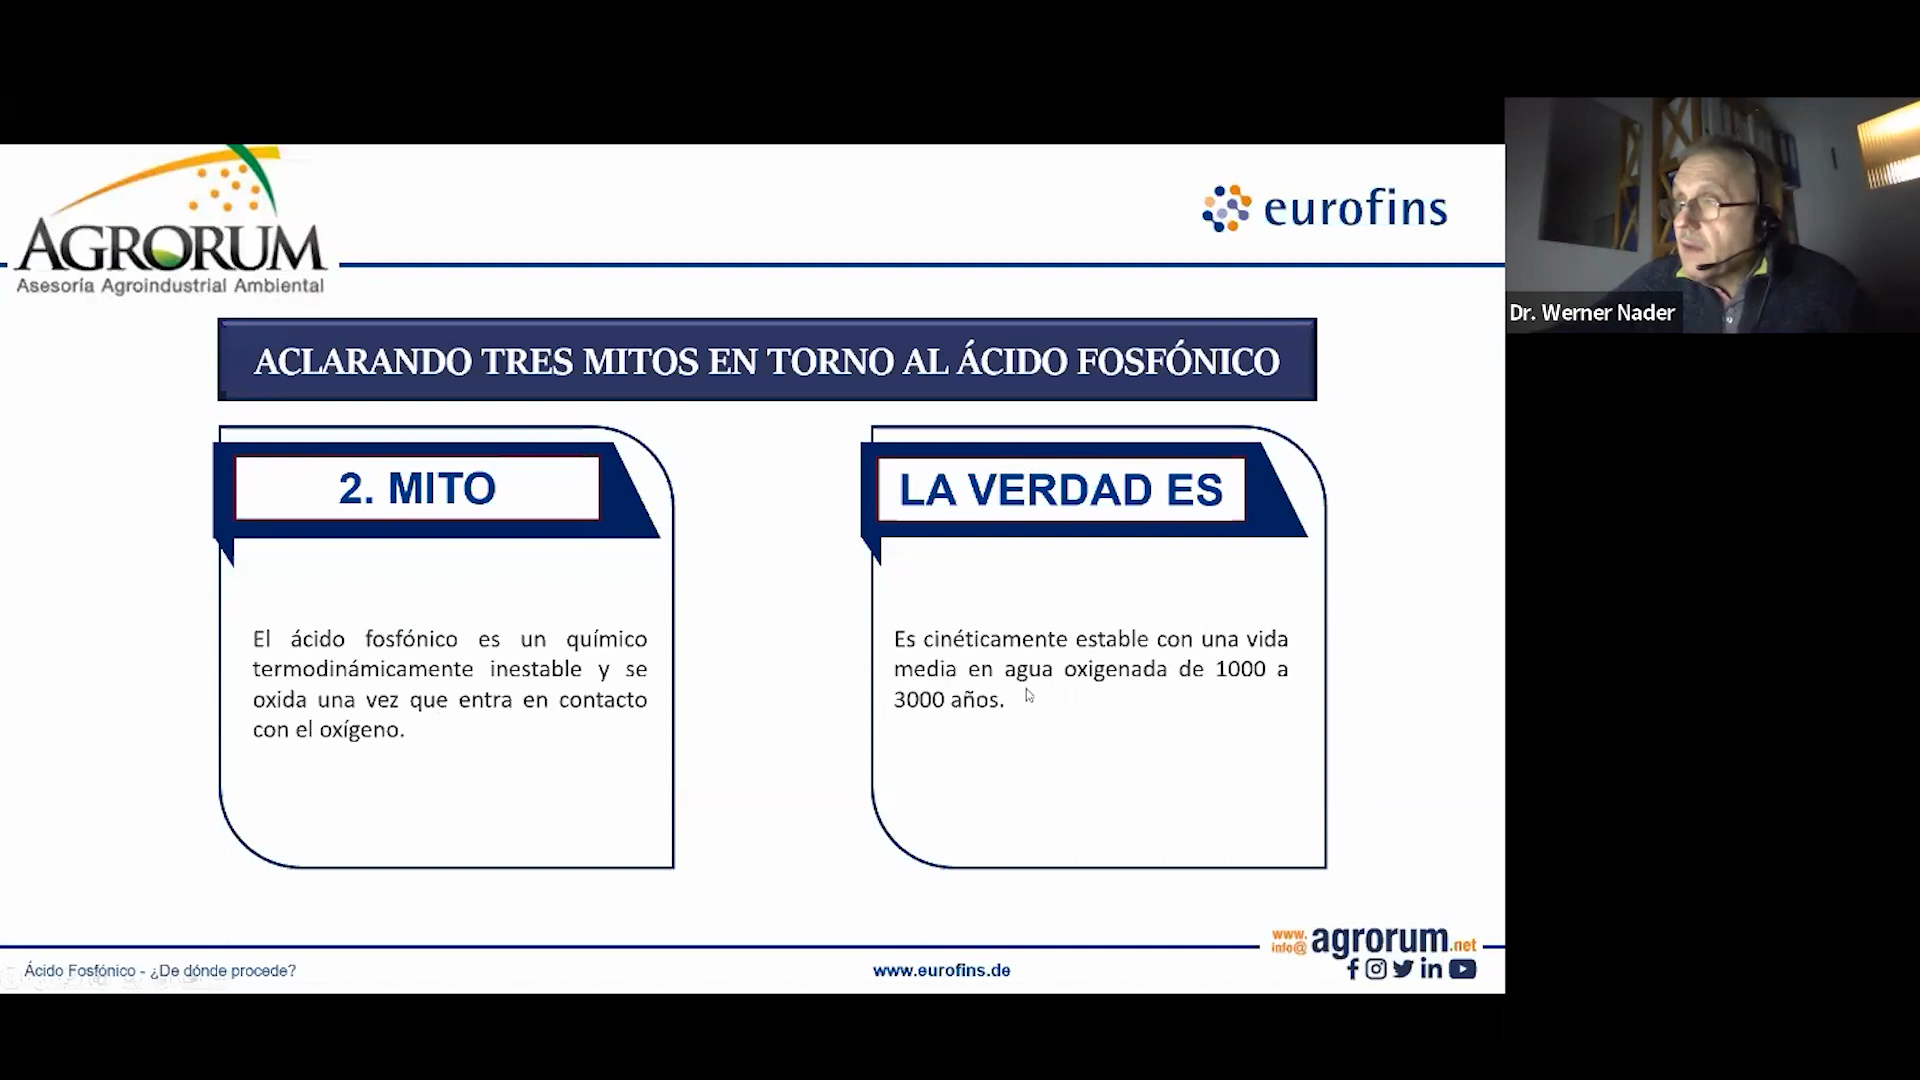 AGRORUM
Asesoría Agroindustrial Ambiental
eurofins
Dr. Werner Nader
ACLARANDO TRES MITOS EN TORNO AL ÁCIDO FOSFÓNICO
2. MITO
El ácido fosfónico es un químico
termodinámicamente inestable y se
oxida una vez que entra en contacto
con el oxígeno.
LA VERDAD ES
Es cinéticamente estable con una vida
media en agua oxigenada de 1000 a
3000 años.
Ácido Fosfónico - ¿De dónde procede?
www.eurofins.de
www.
info@ agrorum.net